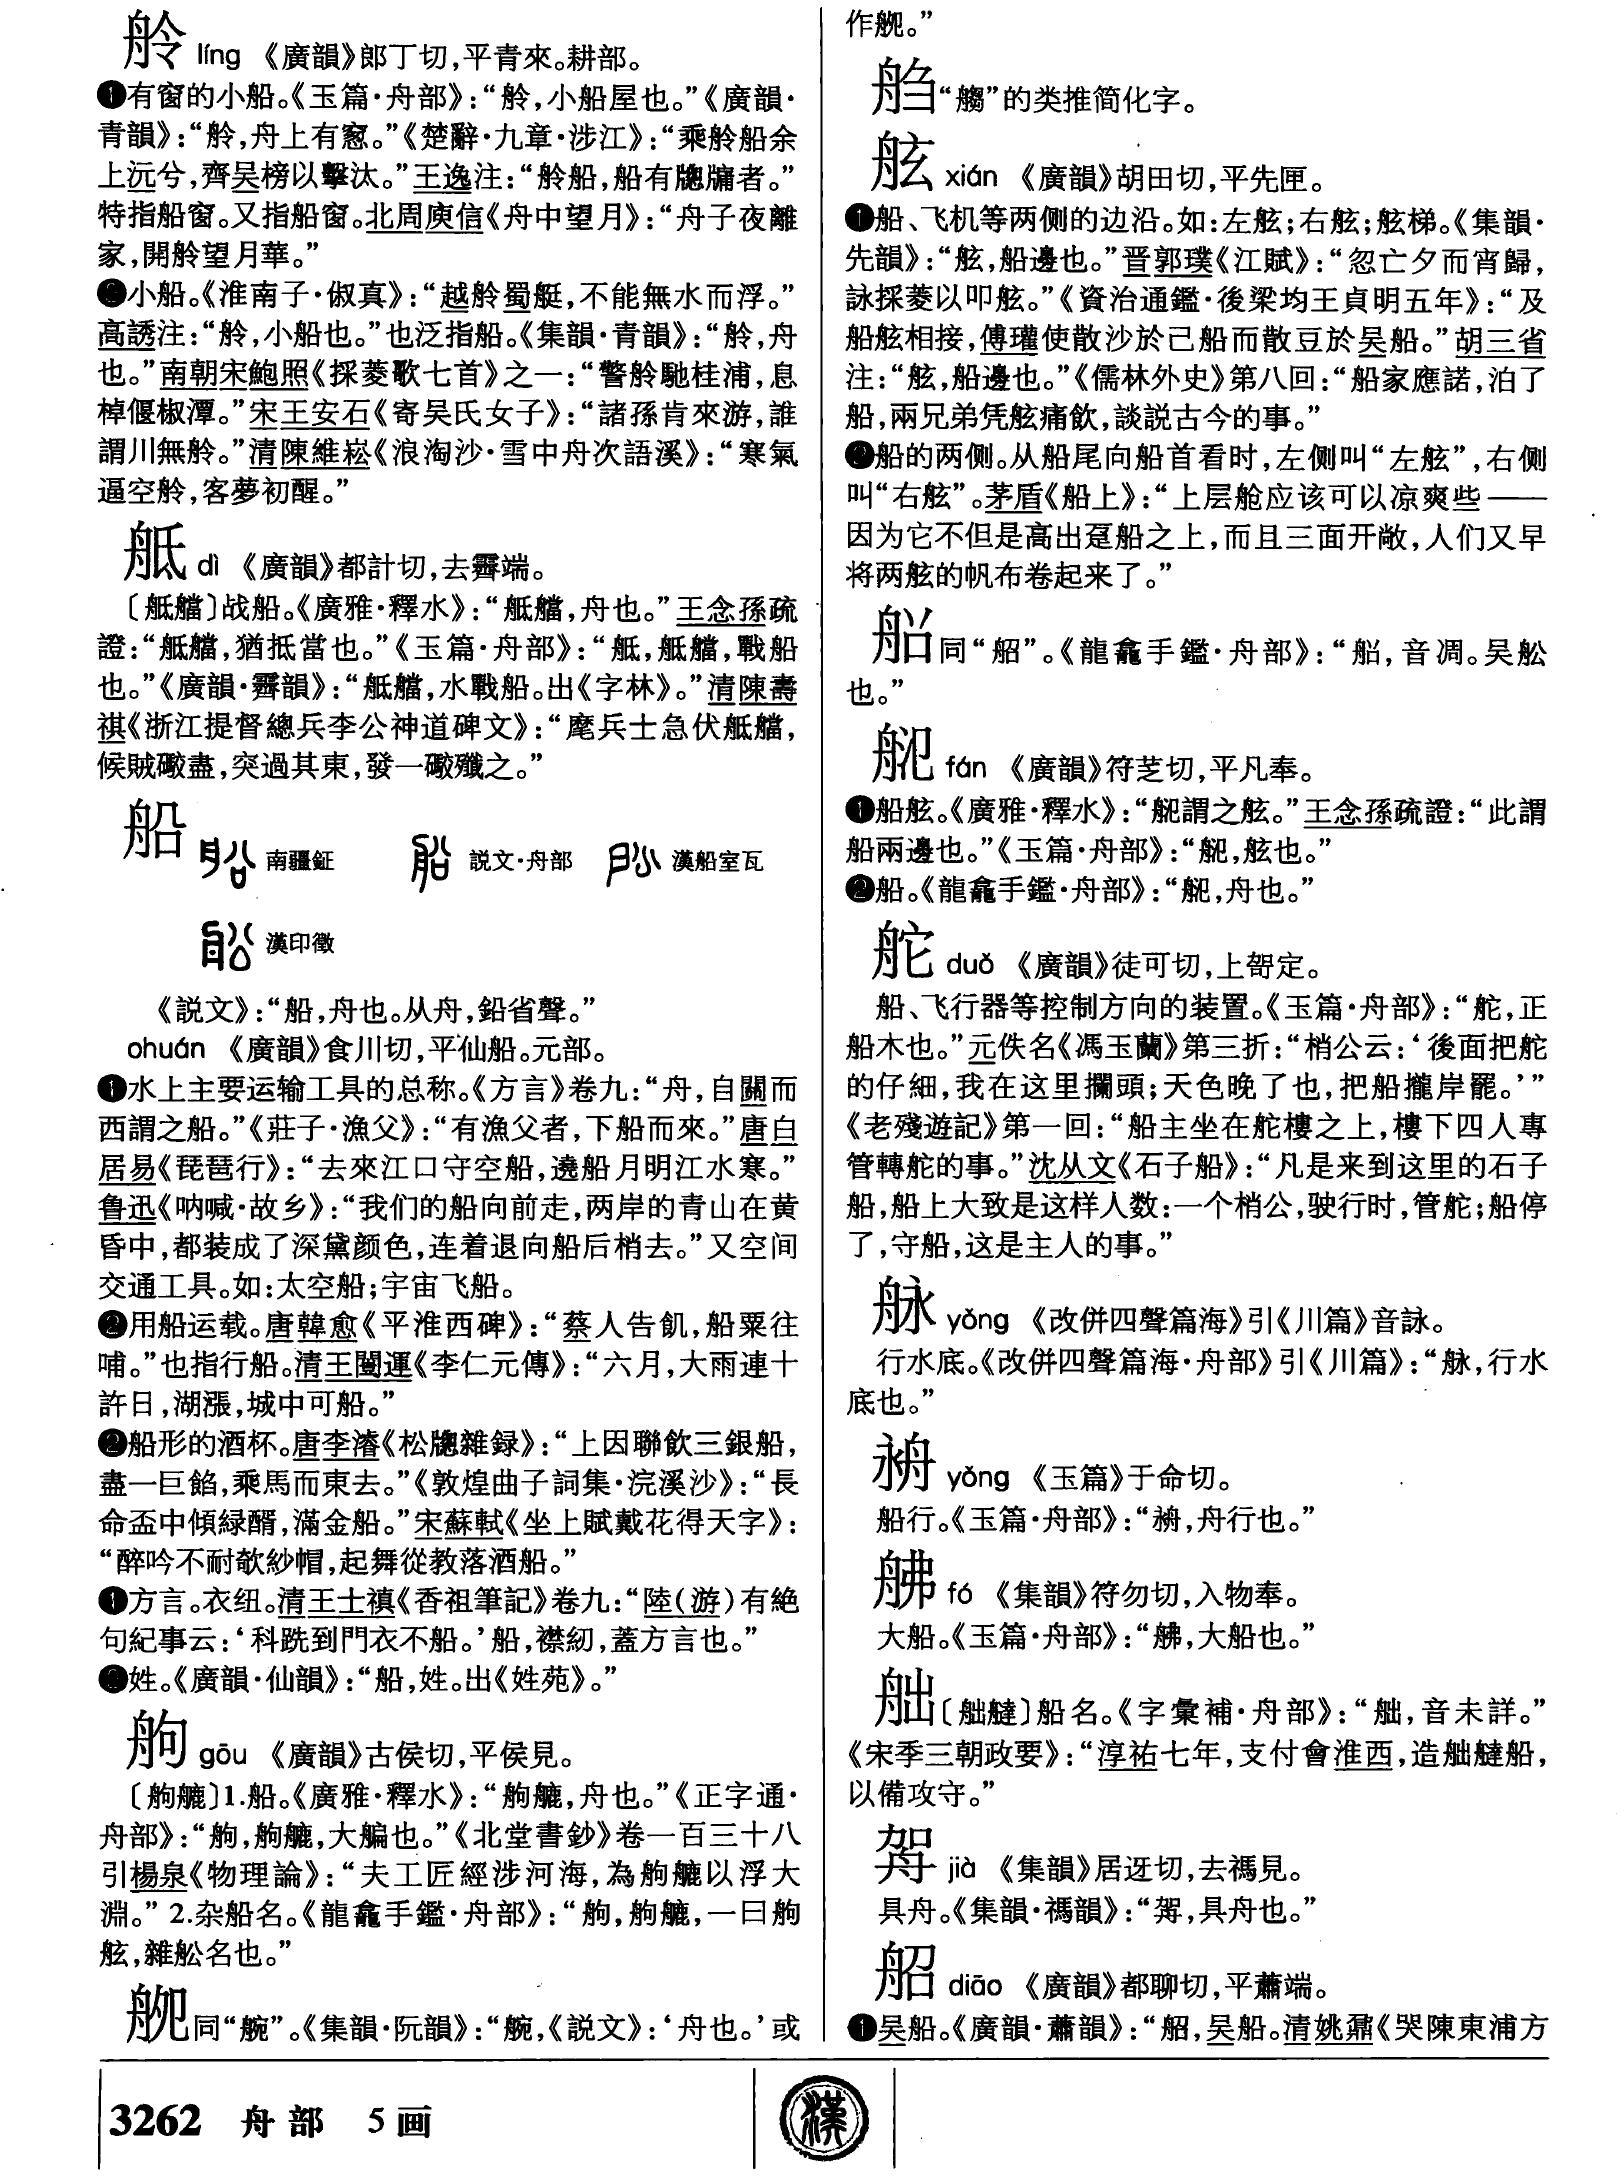 舲 líng 《廣韻》郎丁切，平青來。耕部。
❶有窗的小船。《玉篇·舟部》：“舲，小船屋也。”《廣韻·
青韻》：“舲，舟上有窻。”《楚辭·九章·涉江》：“乘舲船余
上沅兮，齊吴榜以擊汰。”王逸注：“舲船，船有牕牖者。”
特指船窗。又指船窗。北周庾信《舟中望月》：“舟子夜離
家，開舲望月華。”
❷小船。《淮南子·俶真》：“越舲蜀艇，不能無水而浮。”
高誘注：“舲，小船也。”也泛指船。《集韻·青韻》：“舲，舟
也。”南朝宋鮑照《採菱歌七首》之一：“弭舲馳桂浦，息
棹偃椒潭。”宋王安石《寄吴氏女子》：“諸孫肯來游，誰
謂川無舲。”清陳維崧《浪淘沙·雪中舟次語溪》：“寒氣
逼空舲，客夢初醒。”
䑯 dì 《廣韻》都計切，去霽端。
〔䑯艡〕战船。《廣雅·釋水》：“䑯艡，舟也。”王念孫疏
證：“䑯艡，猶抵當也。”《玉篇·舟部》：“䑯，䑯艡，戰船
也。”《廣韻·霽韻》：“䑯艡，水戰船。出《字林》。”清陳壽
祺《浙江提督總兵李公神道碑文》：“麾兵士急伏䑯艡，
候賊礮盡，突過其東，發一礮殲之。”
船 南疆鉦 説文·舟部 漢船室瓦
漢印徵
《説文》：“船，舟也。从舟，鉛省聲。”
chuán 《廣韻》食川切，平仙船。元部。
❶水上主要运输工具的总称。《方言》卷九：“舟，自關而
西謂之船。”《莊子·漁父》：“有漁父者，下船而來。”唐白
居易《琵琶行》：“去來江口守空船，遶船月明江水寒。”
鲁迅《呐喊·故乡》：“我们的船向前走，两岸的青山在黄
昏中，都装成了深黛颜色，连着退向船后梢去。”又空间
交通工具。如：太空船；宇宙飞船。
❷用船运载。唐韓愈《平淮西碑》：“蔡人告飢，船粟往
哺。”也指行船。清王闓運《李仁元傳》：“六月，大雨連十
許日，湖漲，城中可船。”
❷船形的酒杯。唐李濬《松牕雜録》：“上因聯飲三銀船，
盡一巨餡，乘馬而東去。”《敦煌曲子詞集·浣溪沙》：“長
命盃中傾緑醑，滿金船。”宋蘇軾《坐上賦戴花得天字》：
“醉吟不耐欹紗帽，起舞從教落酒船。”
❶方言。衣纽。清王士禛《香祖筆記》卷九：“陸（游）有絶
句紀事云：‘科跣到門衣不船。’船，襟紉，蓋方言也。”
❻姓。《廣韻·仙韻》：“船，姓。出《姓苑》。”
䑦 gōu 《廣韻》古侯切，平侯見。
〔䑦艫〕1.船。《廣雅·釋水》：“䑦艫，舟也。”《正字通·
舟部》：“䑦，䑦艫，大艑也。”《北堂書鈔》卷一百三十八
引楊泉《物理論》：“夫工匠經涉河海，為䑦艫以浮大
淵。”2.杂船名。《龍龕手鑑·舟部》：“䑦，䑦艫，一曰䑦
舷，雜舩名也。”
同“䑱”。《集韻·阮韻》：“䑱，《説文》：‘舟也。’或
作。”
“䑳”的类推简化字。
舷 xián 《廣韻》胡田切，平先匣。
❶船、飞机等两侧的边沿。如：左舷；右舷；舷梯。《集韻·
先韻》：“舷，船邊也。”晋郭璞《江賦》：“忽亡夕而宵歸，
詠採菱以叩舷。”《資治通鑑·後梁均王貞明五年》：“及
船舷相接，傅瓘使散沙於己船而散豆於吴船。”胡三省
注：“舷，船邊也。”《儒林外史》第八回：“船家應諾，泊了
船，兩兄弟凭舷痛飲，談説古今的事。”
❷船的两侧。从船尾向船首看时，左侧叫“左舷”，右侧
叫“右舷”。茅盾《船上》：“上层舱应该可以凉爽些——
因为它不但是高出趸船之上，而且三面开敞，人们又早
将两舷的帆布卷起来了。”
同“䑲”。《龍龕手鑑·舟部》：“，音凋。吴舩
也。”
fán 《廣韻》符芝切，平凡奉。
❶船舷。《廣雅·釋水》：“謂之舷。”王念孫疏證：“此謂
船兩邊也。”《玉篇·舟部》：“，舷也。”
❷船。《龍龕手鑑·舟部》：“，舟也。”
舵 duǒ 《廣韻》徒可切，上哿定。
船、飞行器等控制方向的装置。《玉篇·舟部》：“舵，正
船木也。”元佚名《馮玉蘭》第三折：“梢公云：‘後面把舵
的仔細，我在这里攔頭；天色晚了也，把船攏岸罷。’”
《老殘遊記》第一回：“船主坐在舵樓之上，樓下四人專
管轉舵的事。”沈从文《石子船》：“凡是来到这里的石子
船，船上大致是这样人数：一个梢公，驶行时，管舵；船停
了，守船，这是主人的事。”
yǒng 《改併四聲篇海》引《川篇》音詠。
行水底。《改併四聲篇海·舟部》引《川篇》：“，行水
底也。”
yǒng 《玉篇》于命切。
船行。《玉篇·舟部》：“，舟行也。”
艴 fó 《集韻》符勿切，入物奉。
大船。《玉篇·舟部》：“，大船也。”
〔〕船名。《字彙補·舟部》：“，音未詳。”
《宋季三朝政要》：“淳祐七年，支付會淮西，造船，
以備攻守。”
jià 《集韻》居迓切，去禡見。
具舟。《集韻·禡韻》：“，具舟也。”
diāo 《廣韻》都聊切，平蕭端。
❶吴船。《廣韻·蕭韻》：“，吴船。清姚鼐《哭陳東浦方
3262 舟部 5画
漢